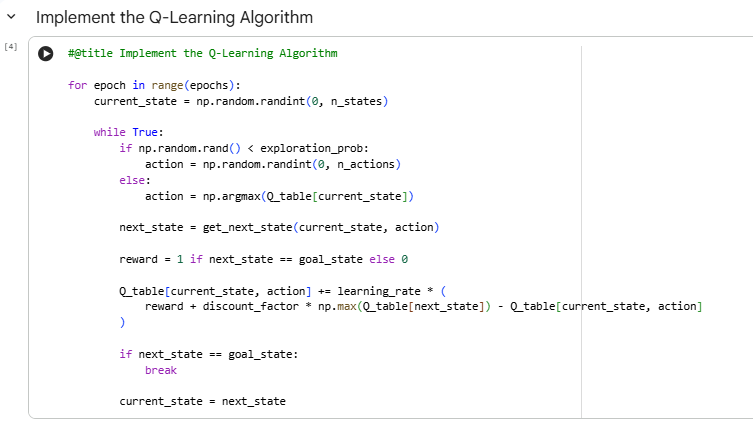 Implement the Q-Learning Algorithm
[4]
#@title Implement the Q-Learning Algorithm
for epoch in range(epochs):
    current_state = np.random.randint(0, n_states)
    while True:
        if np.random.rand() < exploration_prob:
            action = np.random.randint(0, n_actions)
        else:
            action = np.argmax(Q_table[current_state])
        next_state = get_next_state(current_state, action)
        reward = 1 if next_state == goal_state else 0
        Q_table[current_state, action] += learning_rate * (
            reward + discount_factor * np.max(Q_table[next_state]) - Q_table[current_state, action]
        )
        if next_state == goal_state:
            break
        current_state = next_state